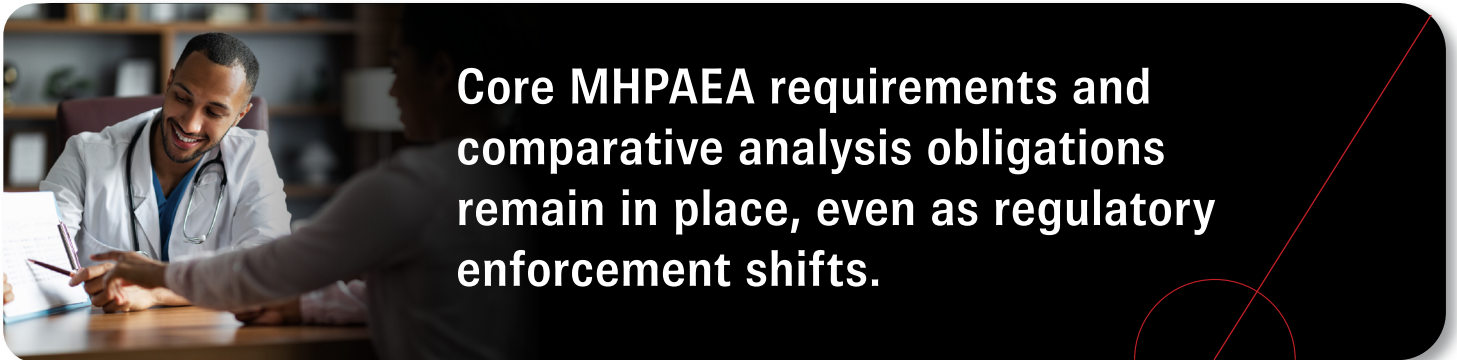 Core MHPAEA requirements and
comparative analysis obligations
remain in place, even as regulatory
enforcement shifts.